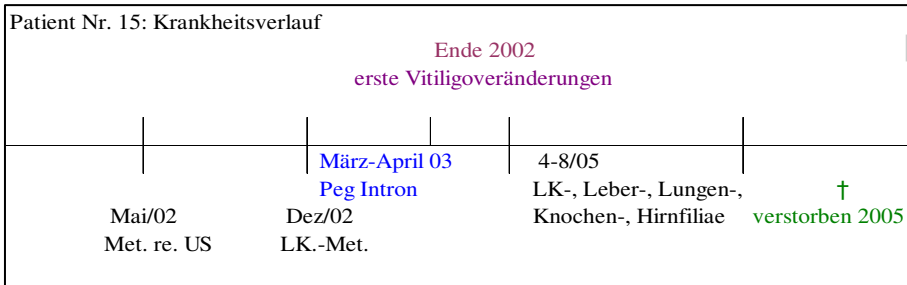 Patient Nr. 15: Krankheitsverlauf
Ende 2002
erste Vitiligoveränderungen
März-April 03
Peg Intron
4-8/05
LK-, Leber-, Lungen-,
Knochen-, Hirnfiliae
Mai/02
Met. re. US
Dez/02
LK.-Met.
†
verstorben 2005